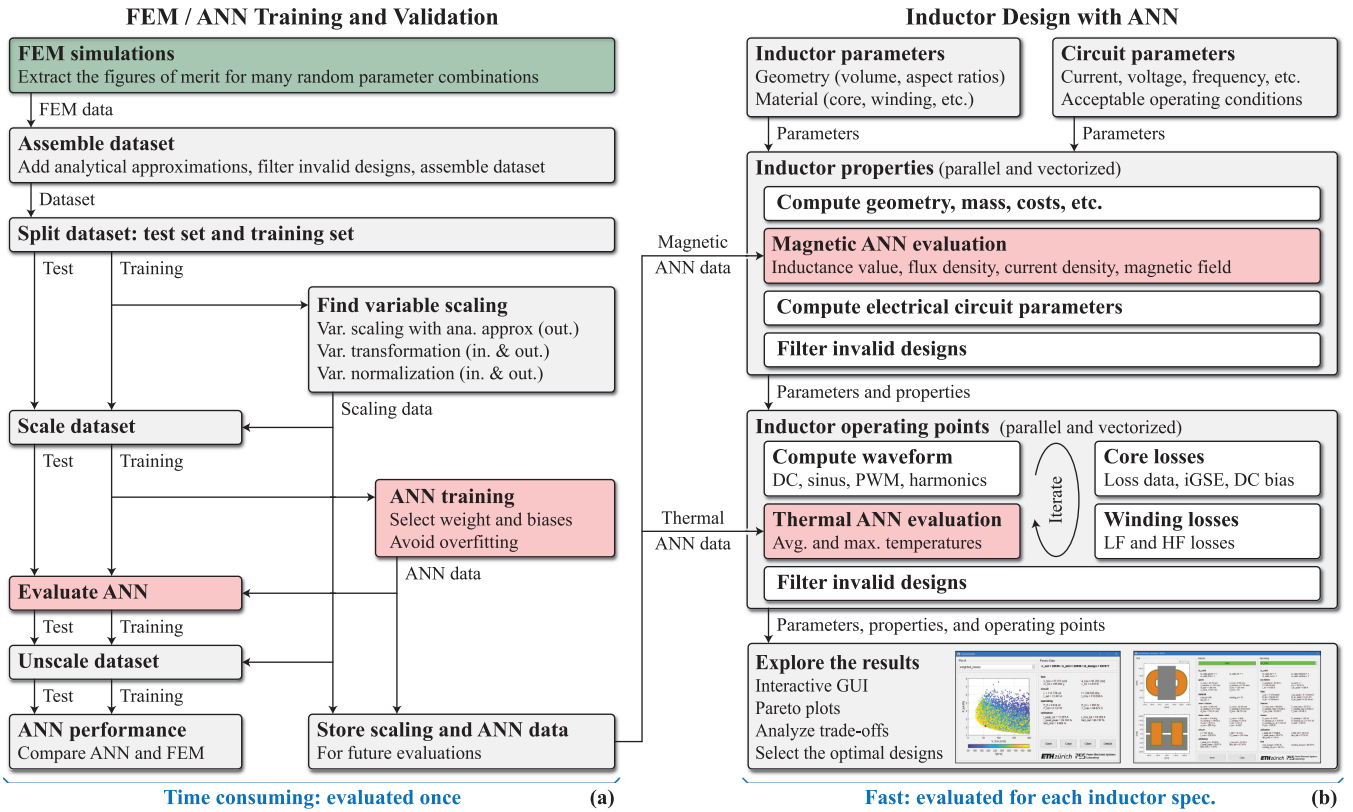 FEM / ANN Training and Validation
FEM simulations
Extract the figures of merit for many random parameter combinations
FEM data
Assemble dataset
Add analytical approximations, filter invalid designs, assemble dataset
Dataset
Split dataset: test set and training set
Test
Training
Find variable scaling
Var. scaling with ana. approx (out.)
Var. transformation (in. & out.)
Var. normalization (in. & out.)
Scaling data
Scale dataset
Test
Training
ANN training
Select weight and biases
Avoid overfitting
ANN data
Evaluate ANN
Test
Training
Unscale dataset
Test
Training
ANN performance
Compare ANN and FEM
Store scaling and ANN data
For future evaluations
Time consuming: evaluated once
(a)
Magnetic
ANN data
Thermal
ANN data
Inductor Design with ANN
Inductor parameters
Geometry (volume, aspect ratios)
Material (core, winding, etc.)
Circuit parameters
Current, voltage, frequency, etc.
Acceptable operating conditions
Parameters
Parameters
Inductor properties (parallel and vectorized)
Compute geometry, mass, costs, etc.
Magnetic ANN evaluation
Inductance value, flux density, current density, magnetic field
Compute electrical circuit parameters
Filter invalid designs
Parameters and properties
Inductor operating points (parallel and vectorized)
Compute waveform
DC, sinus, PWM, harmonics
Iterate
Core losses
Loss data, iGSE, DC bias
Thermal ANN evaluation
Avg. and max. temperatures
Winding losses
LF and HF losses
Filter invalid designs
Parameters, properties, and operating points
Explore the results
Interactive GUI
Pareto plots
Analyze trade-offs
Select the optimal designs
ETH zürich
ETH zürich
Fast: evaluated for each inductor spec.
(b)